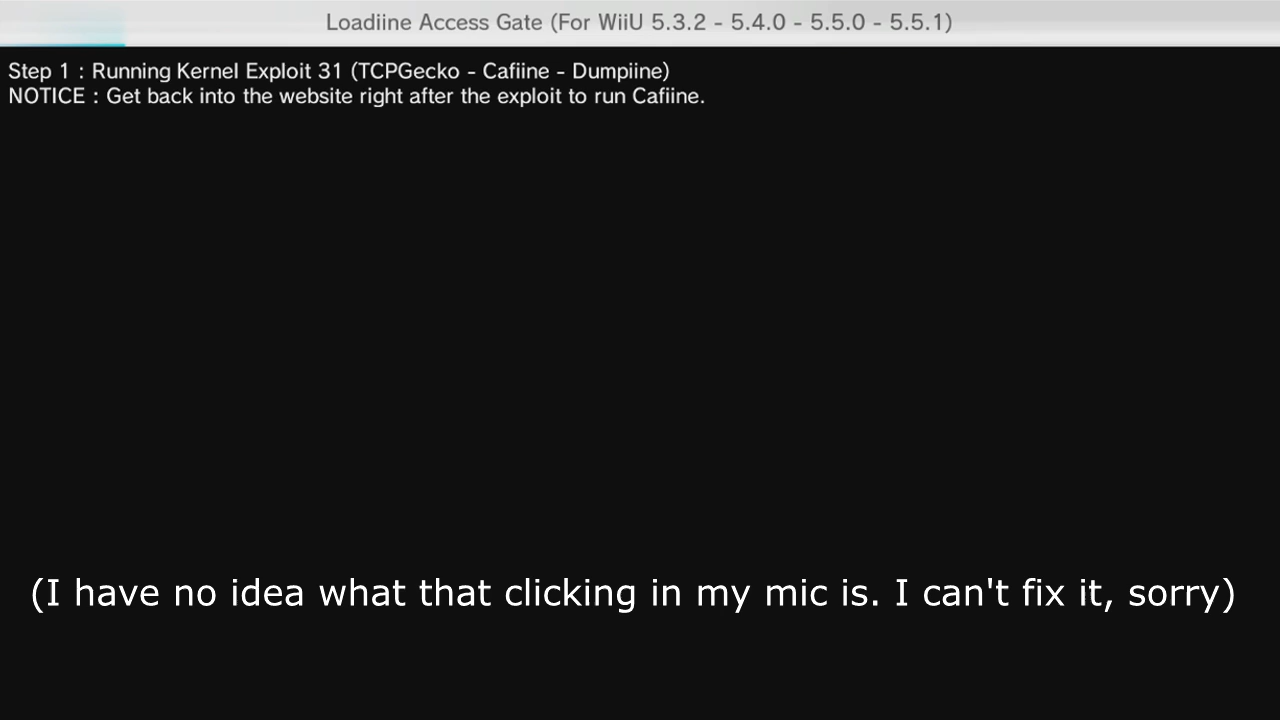 Loadiine Access Gate (For WiiU 5.3.2 - 5.4.0 - 5.5.0 - 5.5.1)
Step 1 : Running Kernel Exploit 31 (TCPGecko - Cafiine - Dumpiine)
NOTICE : Get back into the website right after the exploit to run Cafiine.
(I have no idea what that clicking in my mic is. I can't fix it, sorry)